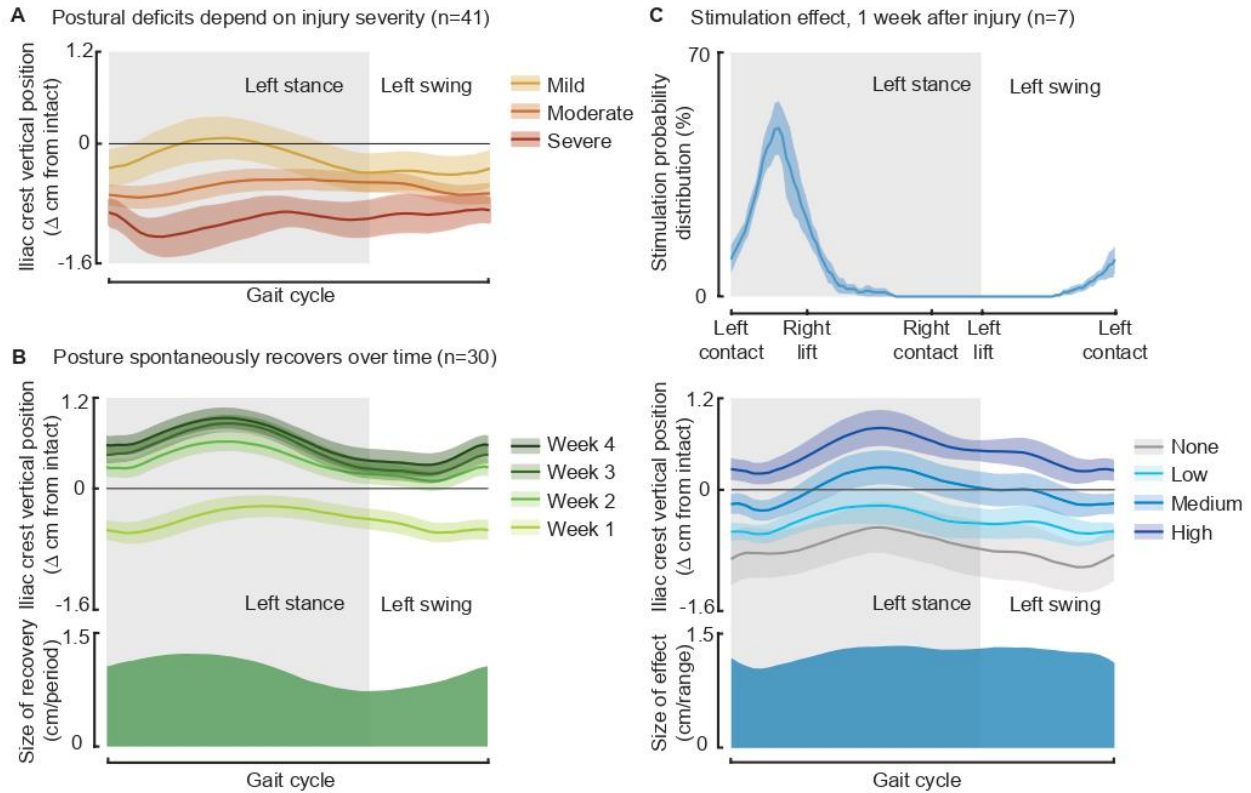 A Postural deficits depend on injury severity (n=41)
Iliac crest vertical position
(Δ cm from intact)
1.2
0
-1.6
Left stance
Left swing
Mild
Moderate
Severe
Gait cycle
B Posture spontaneously recovers over time (n=30)
Iliac crest vertical position
(Δ cm from intact)
1.2
0
-1.6
Week 4
Week 3
Week 2
Week 1
Left stance
Left swing
Size of recovery
(cm/period)
1.5
0
Gait cycle
C Stimulation effect, 1 week after injury (n=7)
Stimulation probability
distribution (%)
70
0
Left stance
Left swing
Left
contact
Right
lift
Right
contact
Left
lift
Left
contact
Iliac crest vertical position
(Δ cm from intact)
1.2
0
-1.6
None
Low
Medium
High
Left stance
Left swing
Size of effect
(cm/range)
1.5
0
Gait cycle